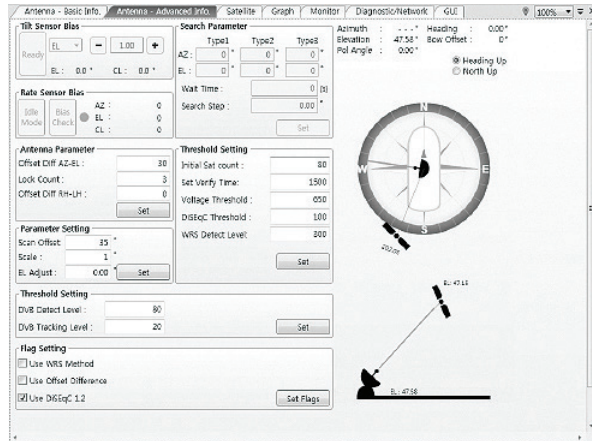 Antenna - Basic Info. Antenna - Advanced Info. Satellite Graph Monitor Diagnostic/Network GUI 100%
Tilt Sensor Bias
Ready EL - 1.00 +
EL : 0.0 ° CL : 0.0 °
Rate Sensor Bias
Idle Mode Bias Check
AZ : 0
EL : 0
CL : 0
Antenna Parameter
Offset Diff AZ-EL : 30
Lock Count : 3
Offset Diff RH-LH : 0
Set
Parameter Setting
Scan Offset: 35 °
Scale : 1 °
EL Adjust : 0.00 ° Set
Threshold Setting
DVB Detect Level : 80
DVB Tracking Level : 20
Set
Flag Setting
Use WRS Method
Use Offset Difference
Use DiSEqC 1.2
Set Flags
Search Parameter
Type1 Type2 Type3
AZ : 0 ° 0 ° 0 °
EL : 0 ° 0 ° 0 °
Wait Time : 0 [s]
Search Step : 0.00 °
Set
Threshold Setting
Initial Sat count : 80
Set Verify Time: 1500
Voltage Threshold : 650
DiSEqC Threshold : 100
WRS Detect Level: 300
Set
Azimuth : ---° Heading : 0.00°
Elevation : 47.58° Bow Offset : 0°
Pol Angle : 0.00°
Heading Up
North Up
N
W E
S
EL: 47.13
EL : 47.58